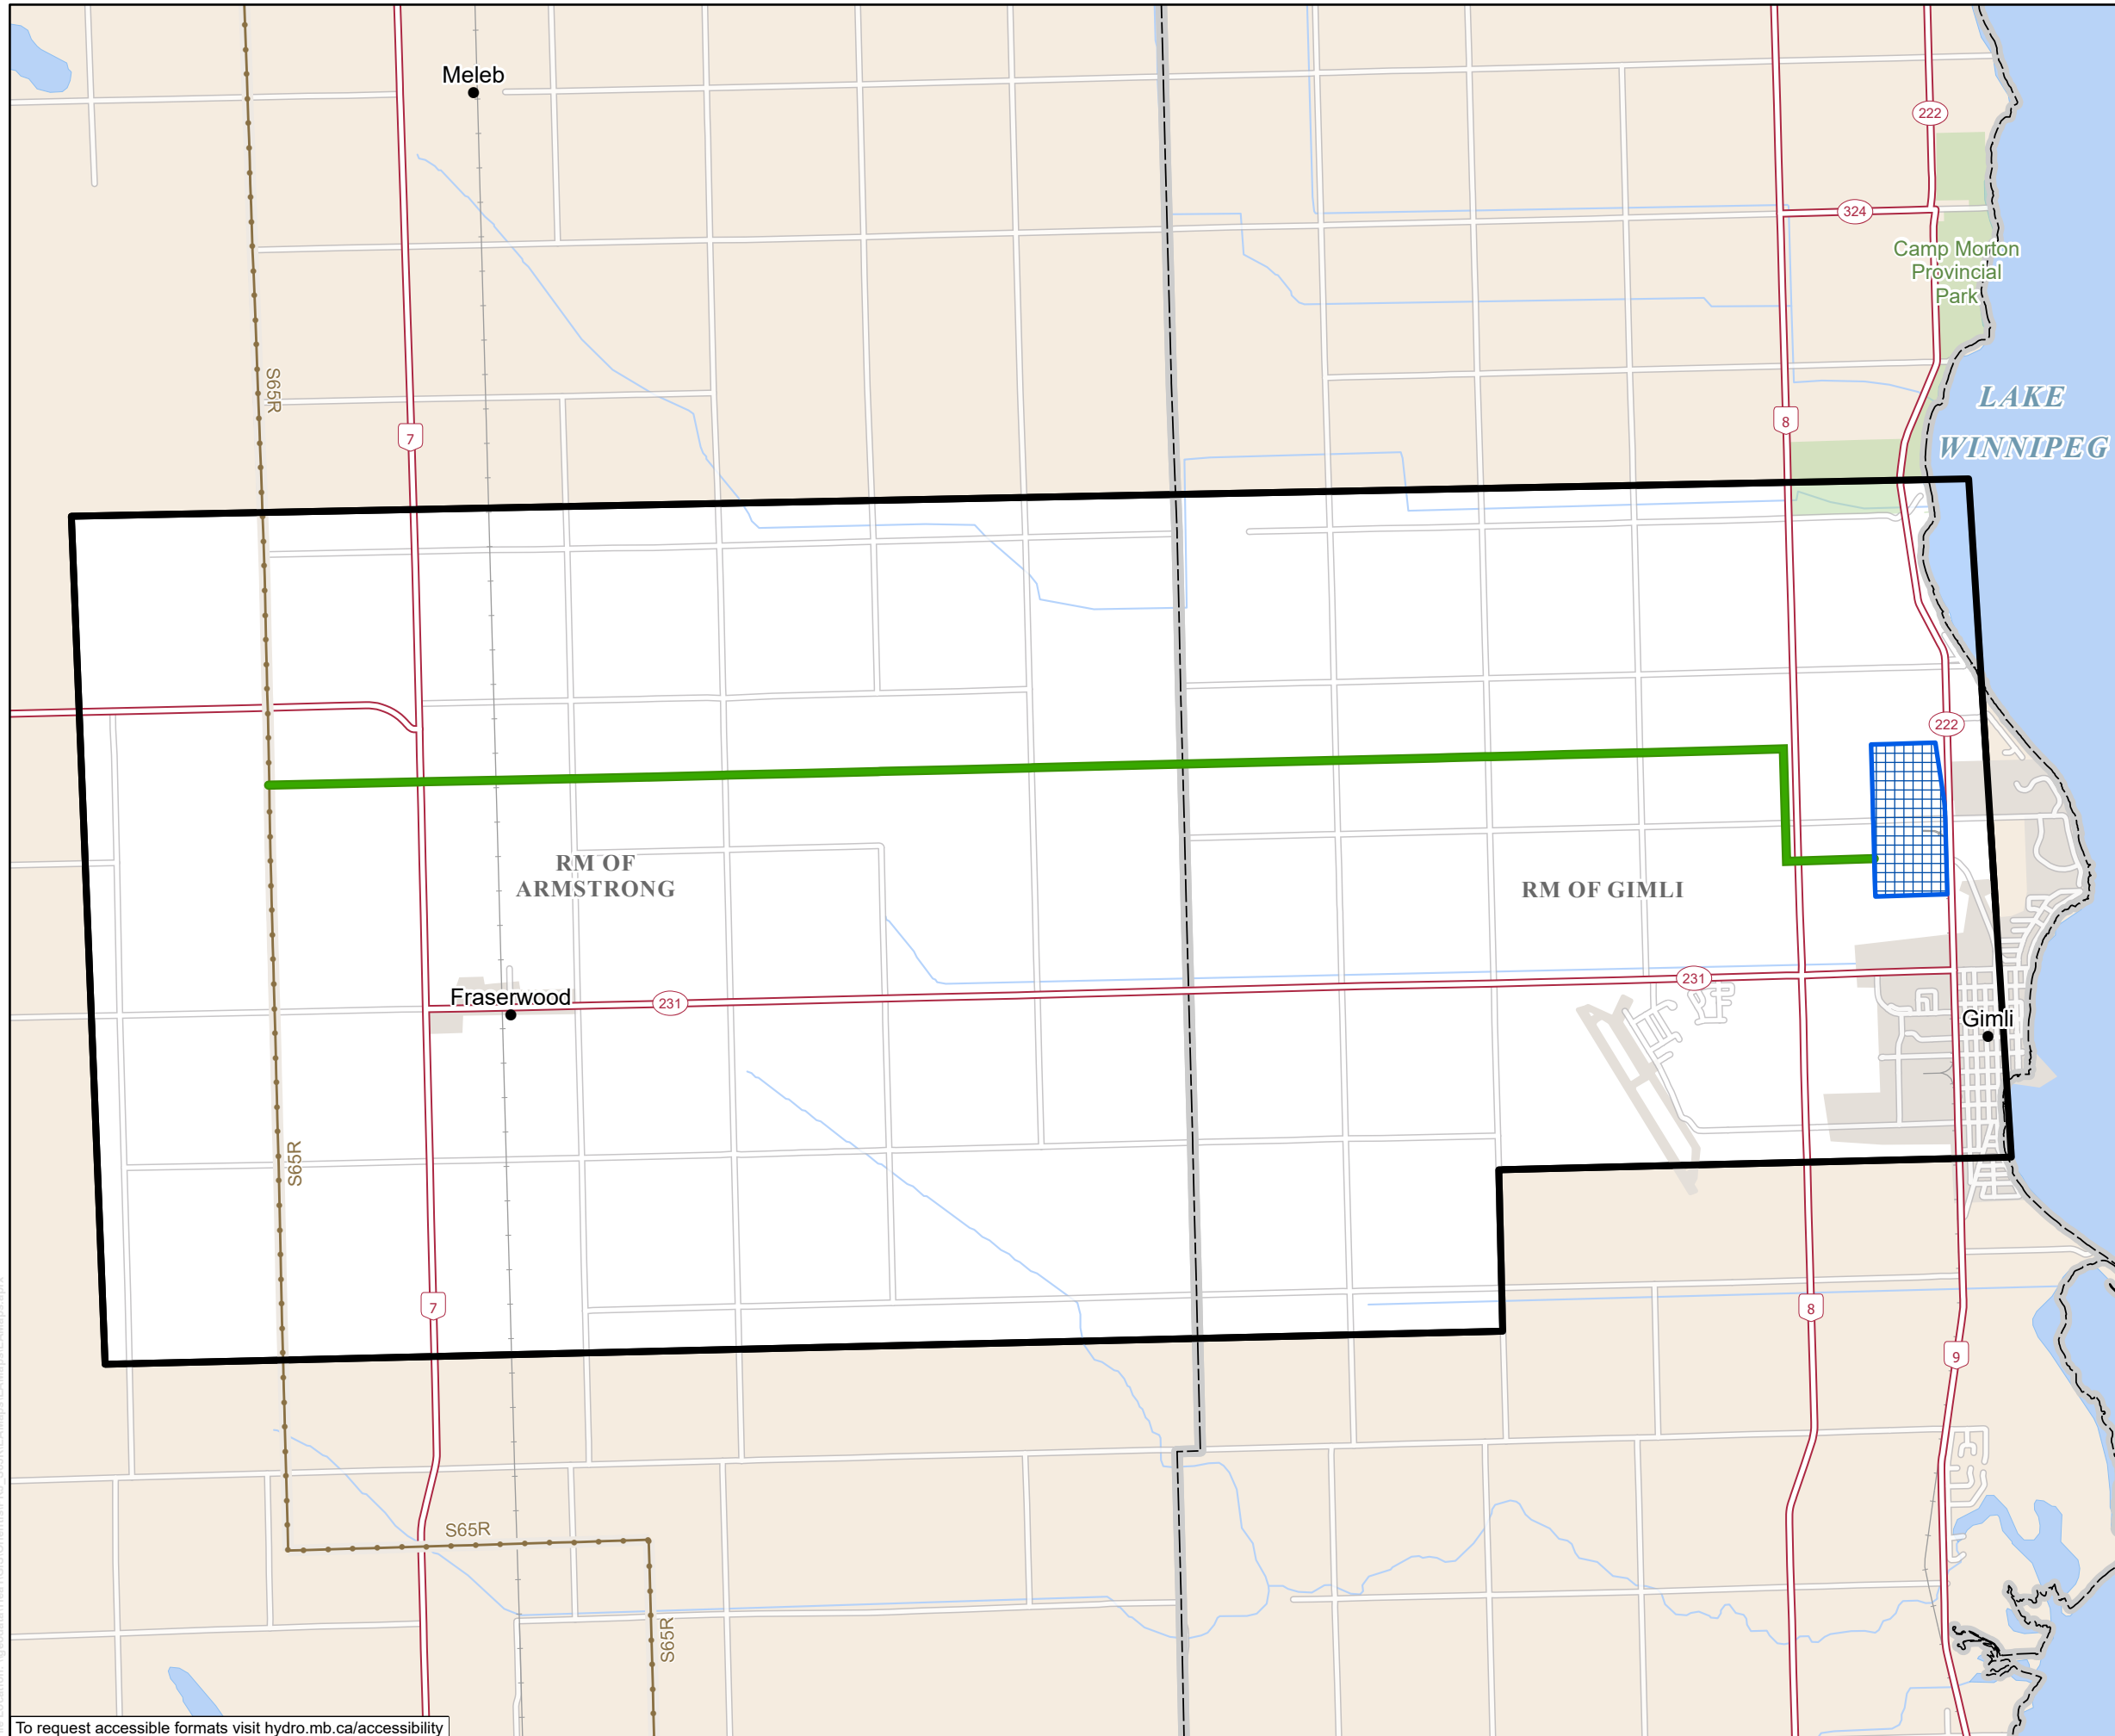 Meleb
222
324
Camp Morton
Provincial
Park
S65R
LAKE
7
8
WINNIPEG
222
RM OF
ARMSTRONG
RM OF GIMLI
231
Fraserwood
231
Gimli
S65R
7
8
9
S65R
S65R
To request accessible formats visit hydro.mb.ca/accessibility